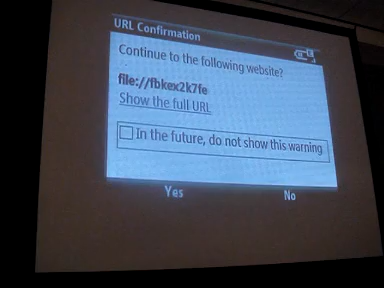 URL Confirmation
Continue to the following website?
file://fbkex2k7fe
Show the full URL
In the future, do not show this warning
Yes
No